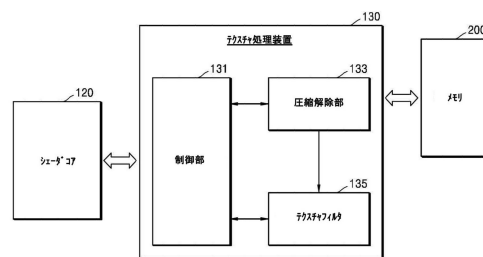 130
テクスチャ処理装置
200
131
133
120
圧縮解除部
メモリ
シェーダコア
制御部
135
テクスチャフィルタ